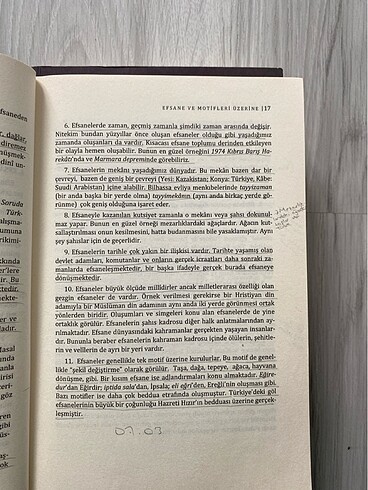 EFSANE VE MOTİFLERİ ÜZERİNE | 17
6. Efsanelerde zaman, geçmiş zamanla şimdiki zaman arasında değişir.
Nitekim bundan yüzyıllar önce oluşan efsaneler olduğu gibi yaşadığımız
zamanda oluşanları da vardır. Kısacası efsane toplumu derinden etkileyen
bir olayla hemen oluşabilir. Bunun en güzel örneğini 1974 Kıbrıs Barış Ha-
rekâtı'nda ve Marmara depreminde görebiliriz.
7. Efsanelerin mekânı yaşadığımız dünyadır. Bu mekân bazen dar bir
çevreyi, bazen de geniş bir çevreyi (Yesi: Kazakistan; Konya: Türkiye, Kâbe:
Suudi Arabistan) içine alabilir. Bilhassa evliya menkıbelerinde tayyizaman
(bir anda başka bir yerde olma) tayyimekânın (aynı anda birkaç yerde gö-
rünme) çok geniş olduğuna işaret eder.
8. Efsaneyle kazanılan kutsiyet zamanla o mekânı veya şahsı dokunul-
maz yapar. Bunun en güzel örneği mezarlıklardaki ağaçlardır. Ağacın kut-
sallaştırılması onun kesilmesini, hatta budanmasını bile yasaklamıştır. Aynı
şey şahıslar için de geçerlidir.
9. Efsanelerin tarihle çok yakın bir ilişkisi vardır. Tarihte yaşamış olan
devlet adamları, komutanlar ve onların gerçek icraatları daha sonraki za-
manlarda efsaneleşmektedir, bir başka ifadeyle gerçek burada efsaneye
dönüşmektedir.
10. Efsaneler büyük ölçüde millîdirler ancak milletlerarası özelliği olan
gezgin efsaneler de vardır. Örnek verilmesi gerekirse bir Hristiyan din
adamıyla bir Müslüman din adamının aynı anda iki yerde görünmesi ortak
yönlerden biridir. Oluşumları ve simgeleri konu alan efsanelerde de yine
ortaklık görülür. Efsanelerin şahıs kadrosu diğer halk anlatmalarından ay-
rılmaktadır. Efsane dünyasındaki kahramanlar gerçekten yaşayan insanlar-
dır. Bununla beraber efsanelerin kahraman kadrosu içinde ölülerin, şehitle-
rin ve velîlerin de ayrı bir yeri vardır.
11. Efsaneler genellikle tek motif üzerine kurulurlar. Bu motif de genel-
likle "şekil değiştirme" olarak görülür. Taşa, dağa, tepeye, ağaca, hayvana
dönüşme, gibi. Bir kısım efsane ise adlandırmaları konu almaktadır. Eğire-
dur'dan Eğirdir; iptida sala'dan, İpsala; eli eğri'den, Ereğli'nin oluşması gibi.
Bazı motifler ise daha çok beddua etrafında oluşmuştur. Türkiye'deki göl
efsanelerinin büyük bir çoğunluğu Hazreti Hızır'ın bedduası üzerine gerçek-
leşmiştir.
07.03